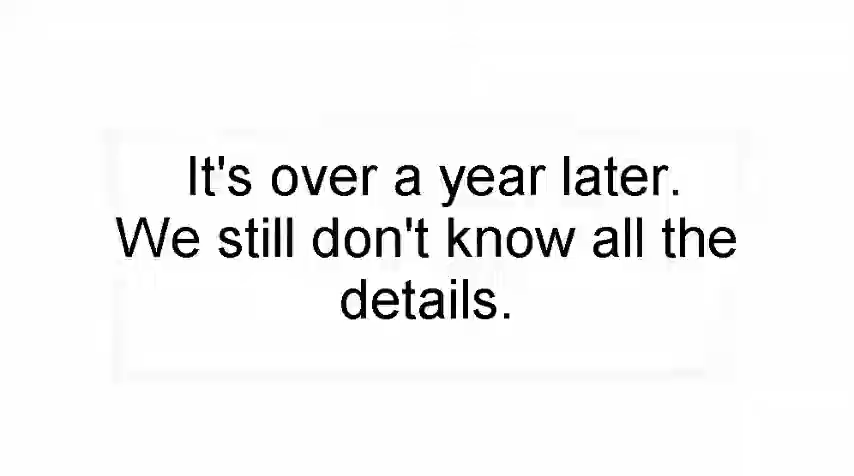 It's over a year later.
We still don't know all the
details.